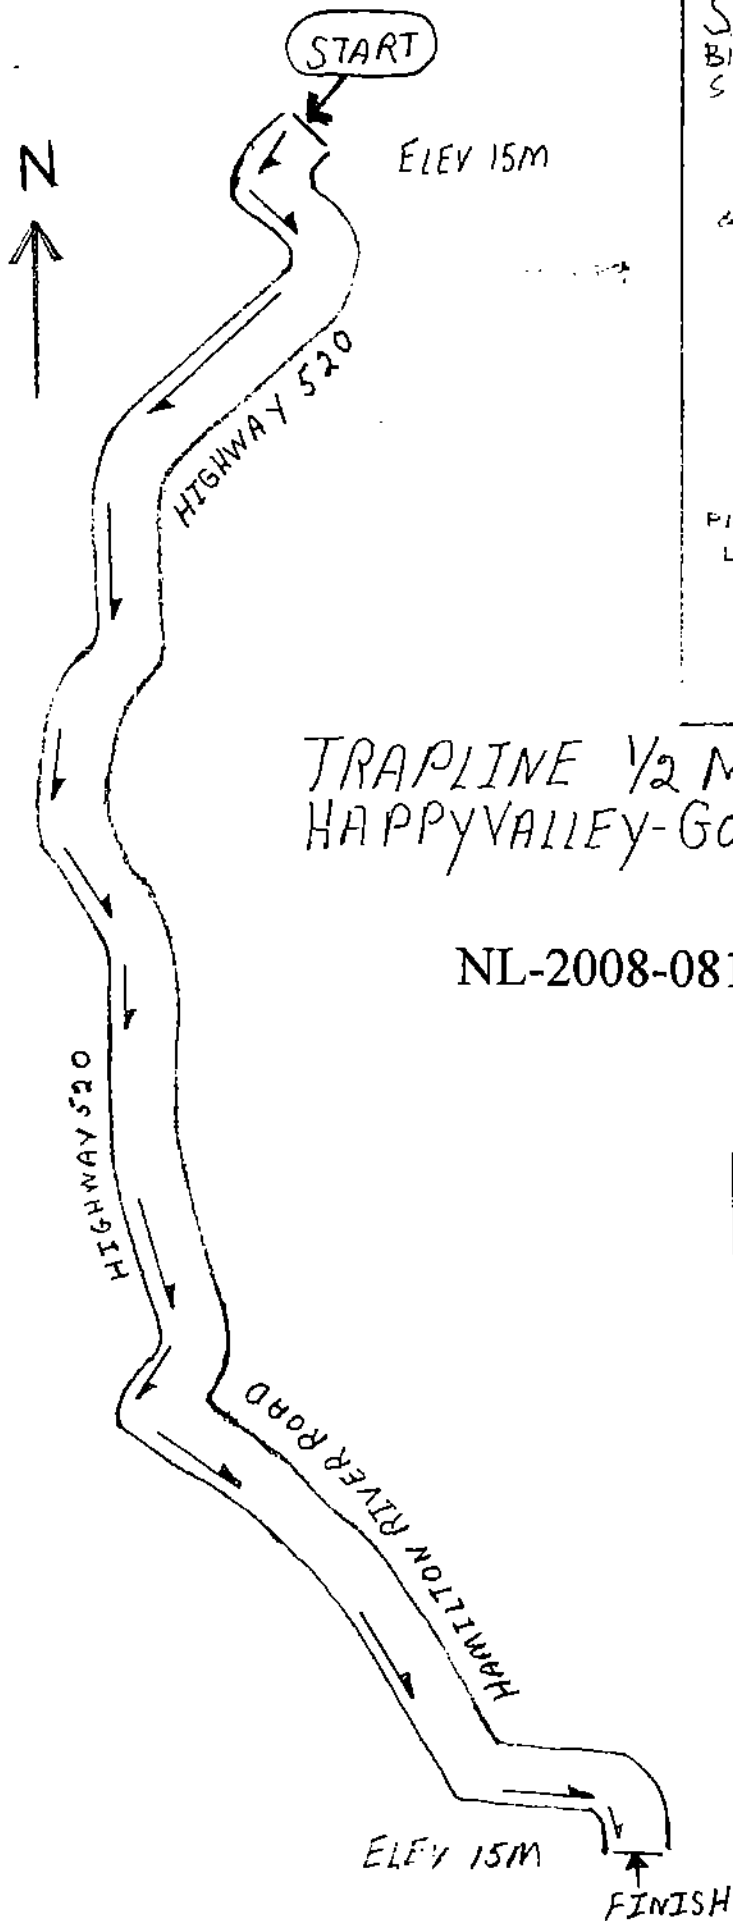 START
N
ELEV 15M
HIGHWAY 520
TRAPLINE 1/2 M
HAPPYVALLEY-GO
NL-2008-081
HIGHWAY 520
HAMILTON RIVER ROAD
ELEV 15M
FINISH